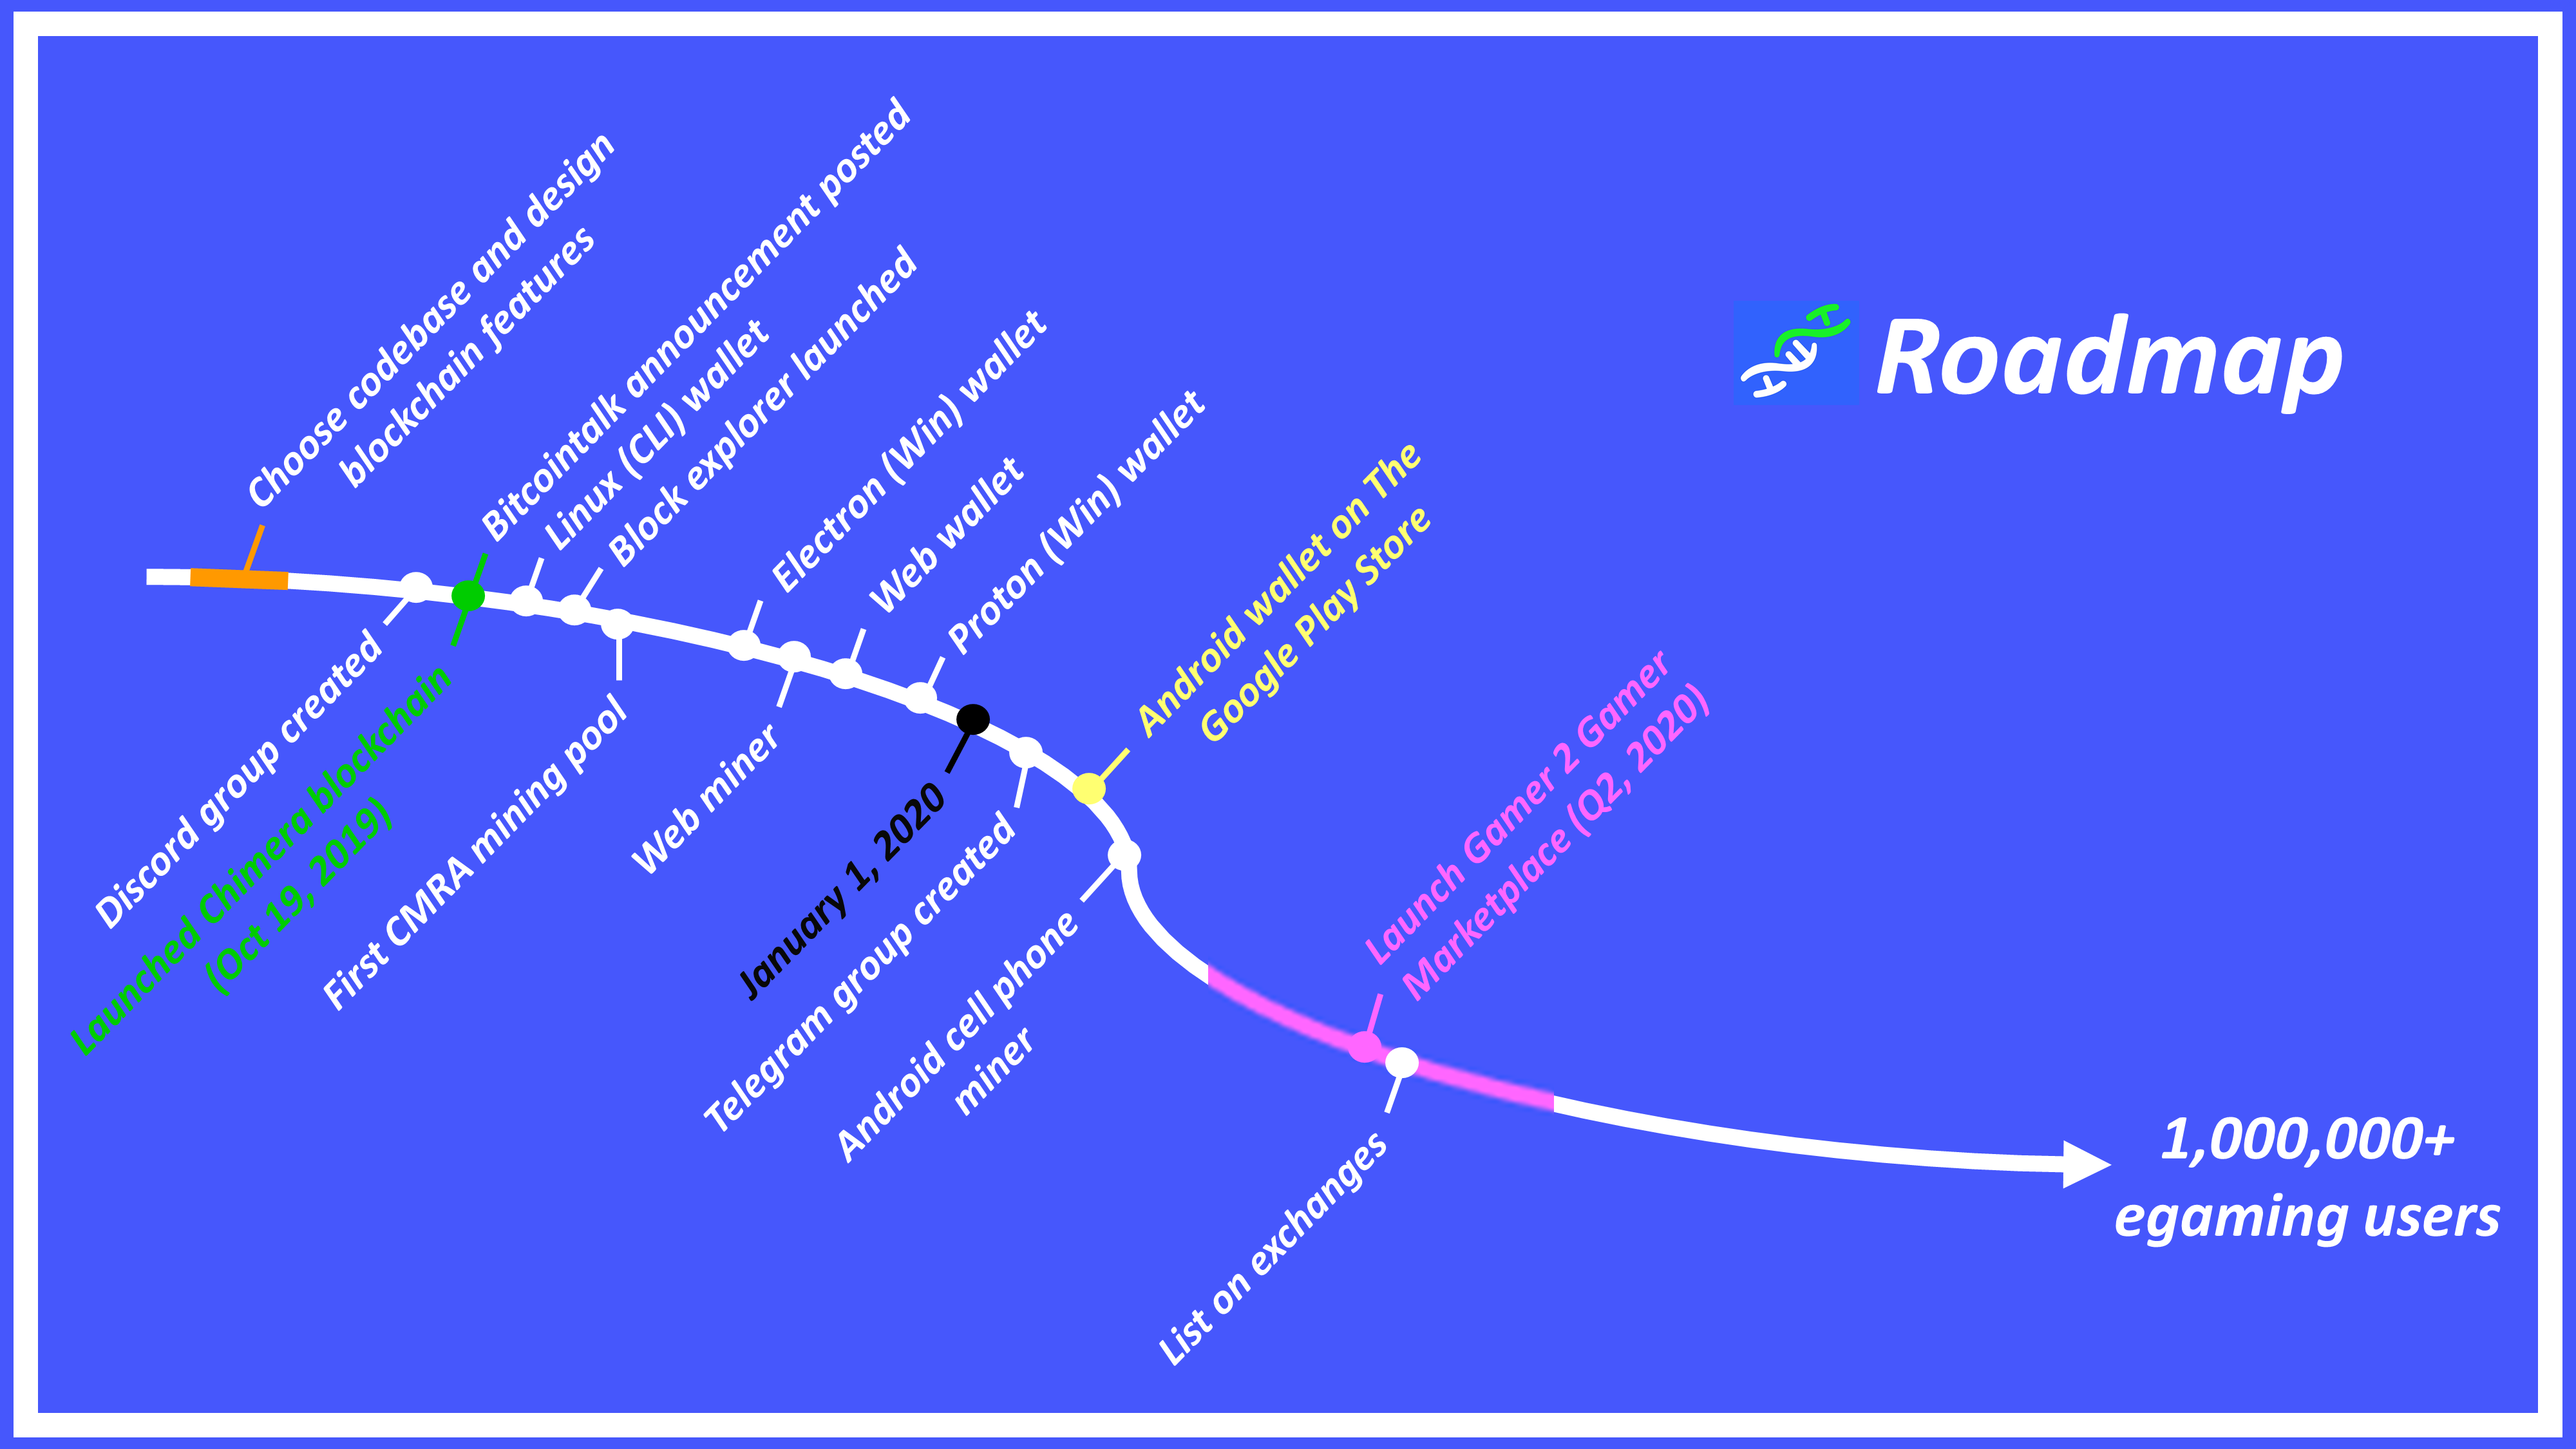 Roadmap
Choose codebase and design
blockchain features
Discord group created
Bitcointalk announcement posted
Launched Chimera blockchain
(Oct 19, 2019)
Linux (CLI) wallet
Block explorer launched
First CMRA mining pool
Electron (Win) wallet
Web miner
Web wallet
Proton (Win) wallet
January 1, 2020
Telegram group created
Android wallet on The
Google Play Store
Android cell phone
miner
Launch Gamer 2 Gamer
Marketplace (Q2, 2020)
List on exchanges
1,000,000+
egaming users